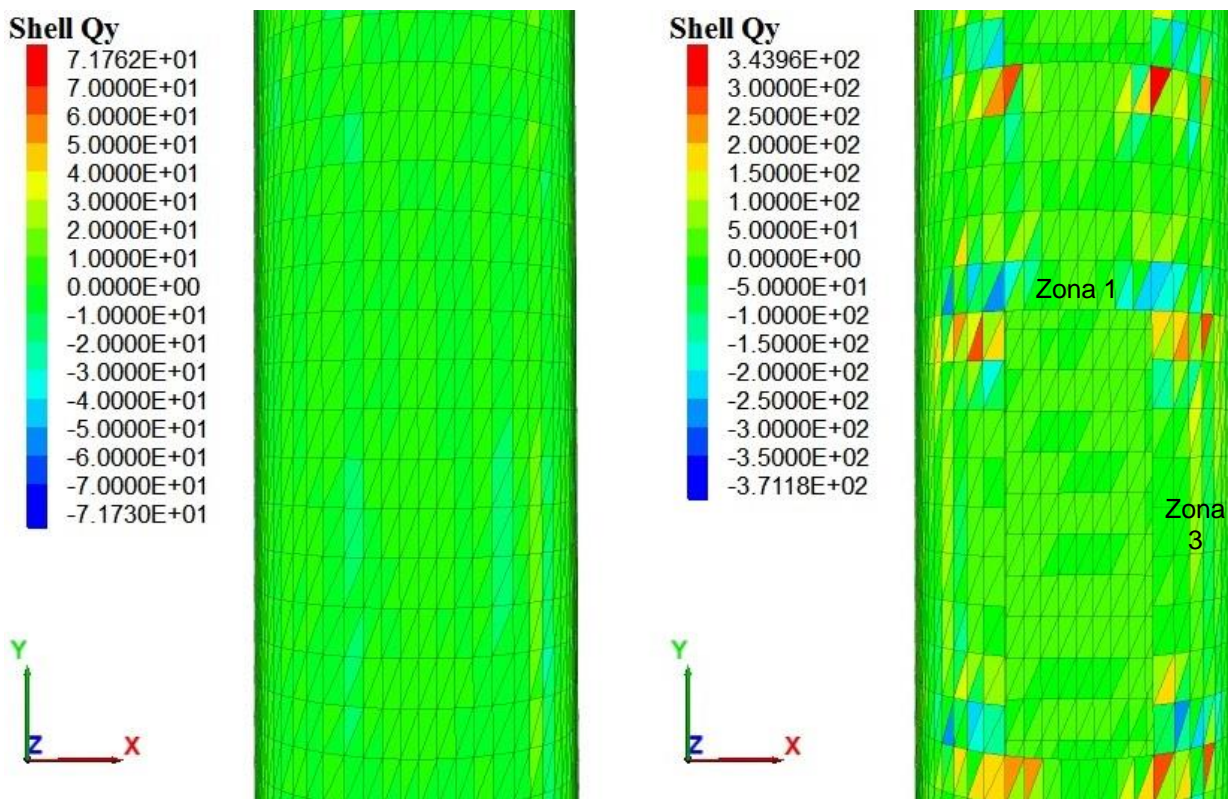 Shell Qy
7.1762E+01
7.0000E+01
6.0000E+01
5.0000E+01
4.0000E+01
3.0000E+01
2.0000E+01
1.0000E+01
0.0000E+00
-1.0000E+01
-2.0000E+01
-3.0000E+01
-4.0000E+01
-5.0000E+01
-6.0000E+01
-7.0000E+01
-7.1730E+01
Y
Z
X
Shell Qy
3.4396E+02
3.0000E+02
2.5000E+02
2.0000E+02
1.5000E+02
1.0000E+02
5.0000E+01
0.0000E+00
-5.0000E+01
-1.0000E+02
-1.5000E+02
-2.0000E+02
-2.5000E+02
-3.0000E+02
-3.5000E+02
-3.7118E+02
Zona 1
Zona
3
Y
Z
X